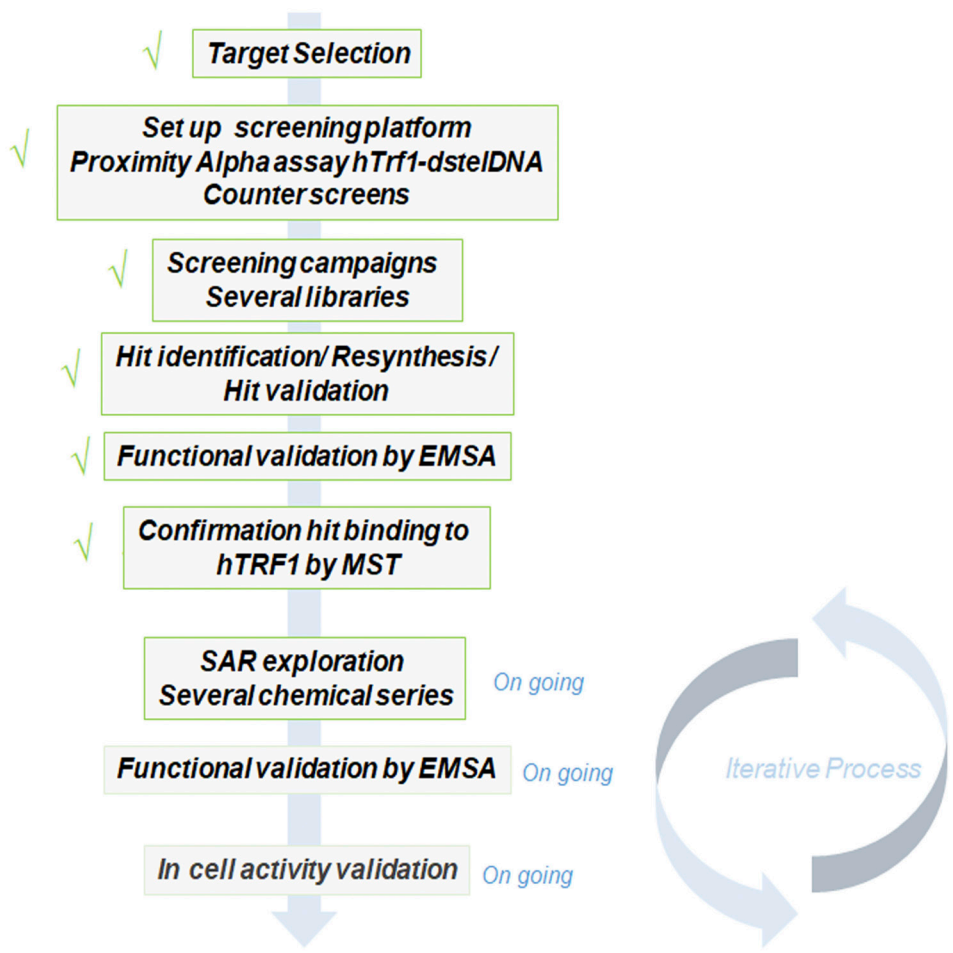 √ Target Selection
√ Set up screening platform
Proximity Alpha assay hTrf1-dstelDNA
Counter screens
√ Screening campaigns
Several libraries
√ Hit identification/ Resynthesis/
Hit validation
√ Functional validation by EMSA
√ Confirmation hit binding to
hTRF1 by MST
SAR exploration
Several chemical series
On going
Functional validation by EMSA
On going
Iterative Process
In cell activity validation
On going